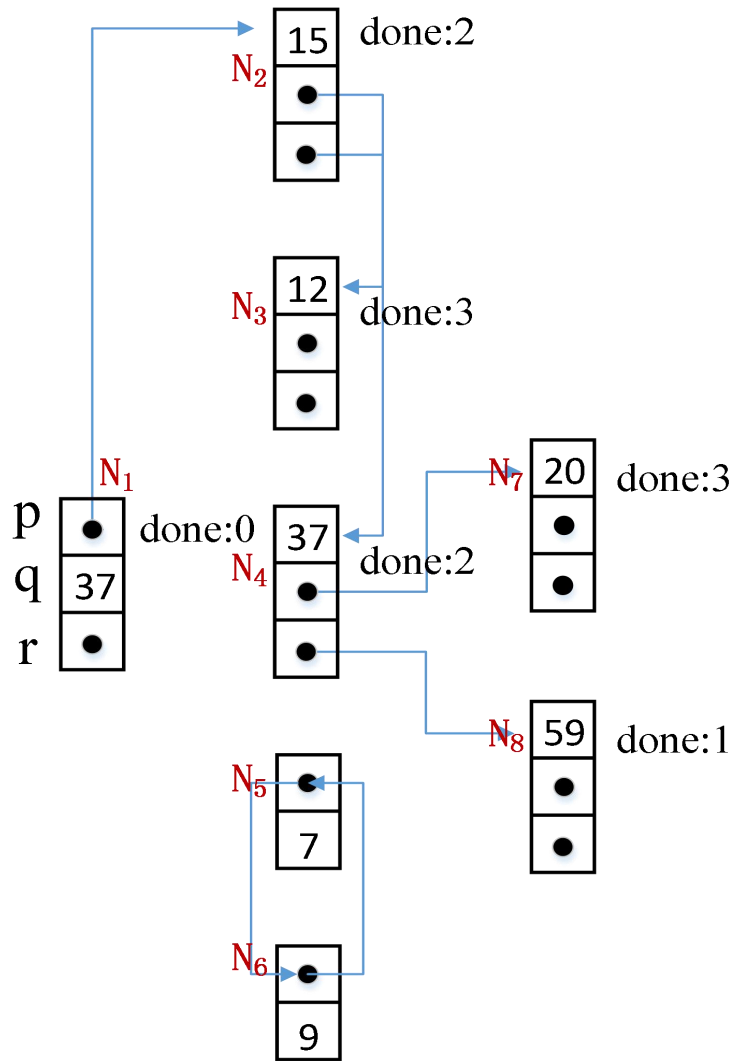 15 done:2
N₂
12
N₃ done:3
N₁
20
N₇ done:3
p done:0
37
N₄ done:2
q 37
r
59
N₈ done:1
N₅
7
N₆
9